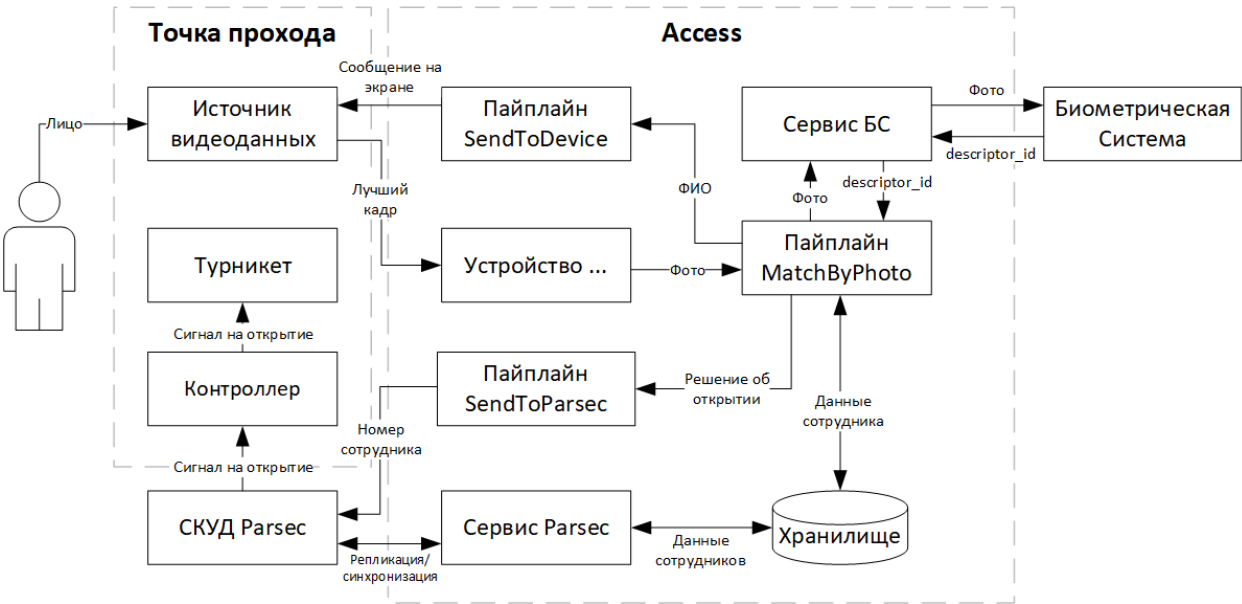 Точка прохода
Access
Лицо
Источник
видеоданных
Сообщение на
экране
Пайплайн
SendToDevice
Сервис БС
Фото
descriptor_id
Биометрическая
Система
Лучший
кадр
ФИО
Фото
descriptor_id
Турникет
Устройство ...
Фото
Пайплайн
MatchByPhoto
Сигнал на открытие
Контроллер
Пайплайн
SendToParsec
Решение об
открытии
Данные
сотрудника
Номер
сотрудника
Сигнал на открытие
СКУД Parsec
Репликация/
синхронизация
Сервис Parsec
Данные
сотрудников
Хранилище